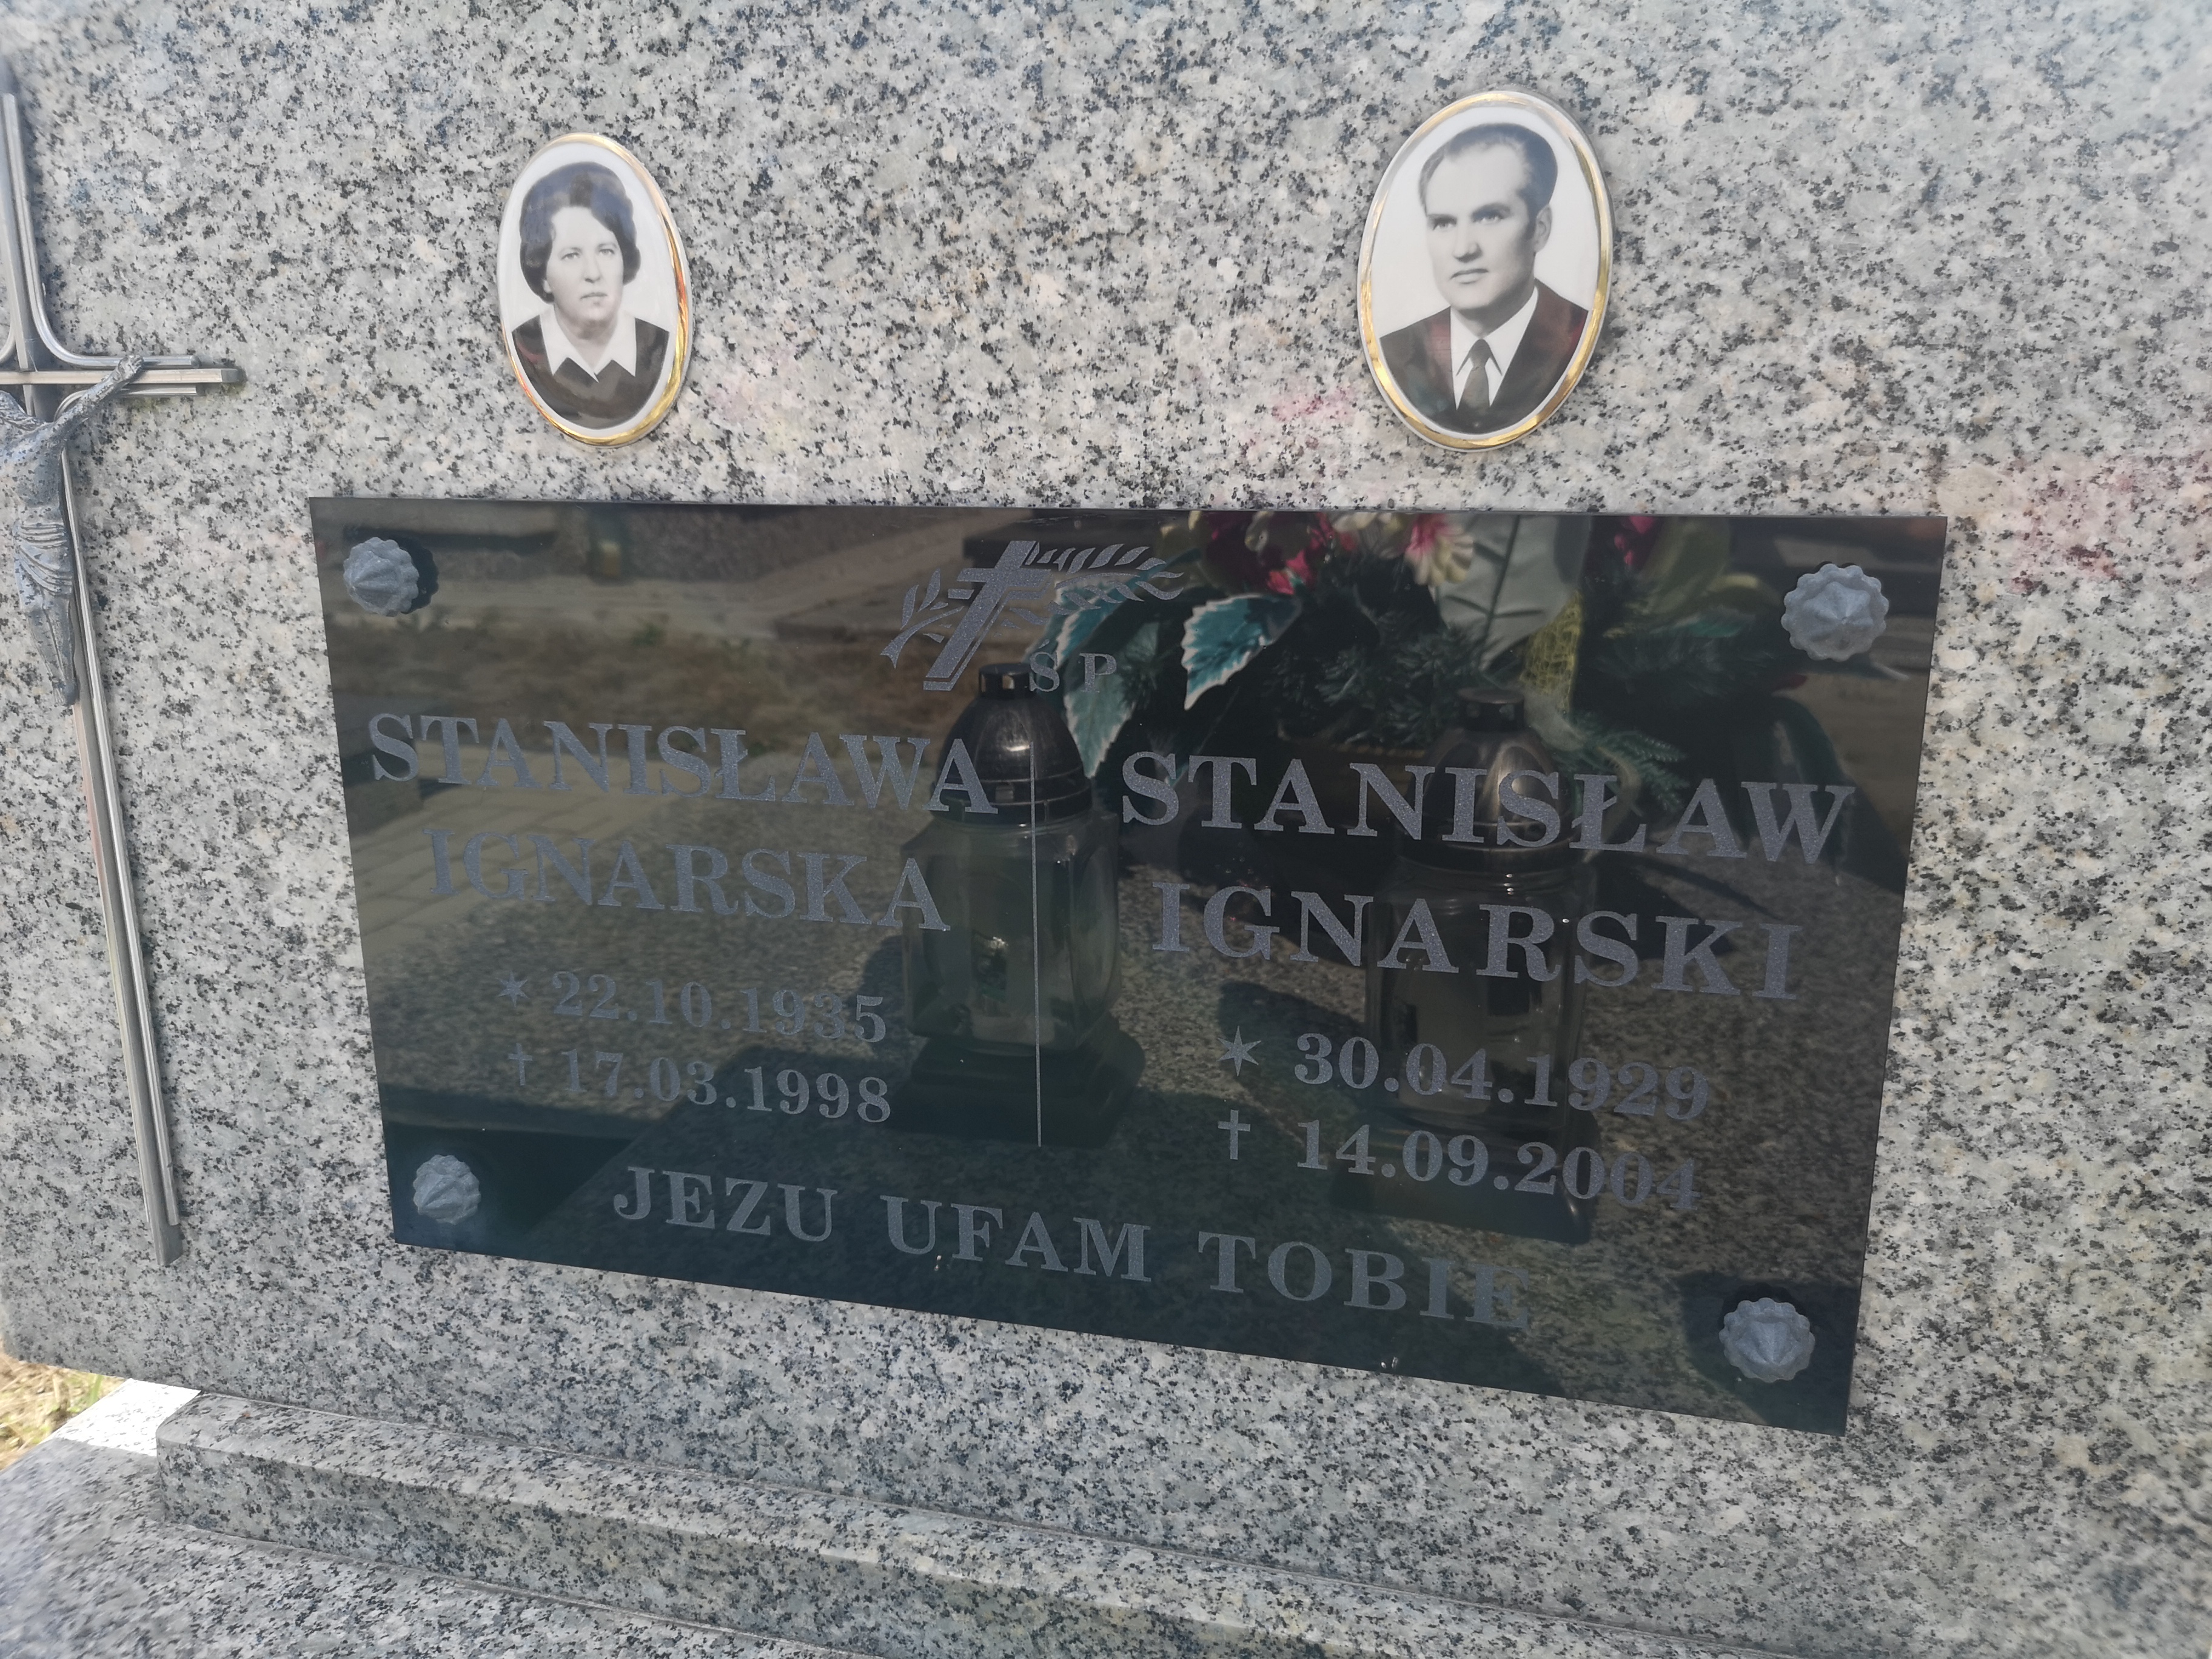 Ś P
STANISŁAWA
IGNARSKA
* 22.10.1935
† 17.03.1998
STANISŁAW
IGNARSKI
* 30.04.1929
† 14.09.2004
JEZU UFAM TOBIE